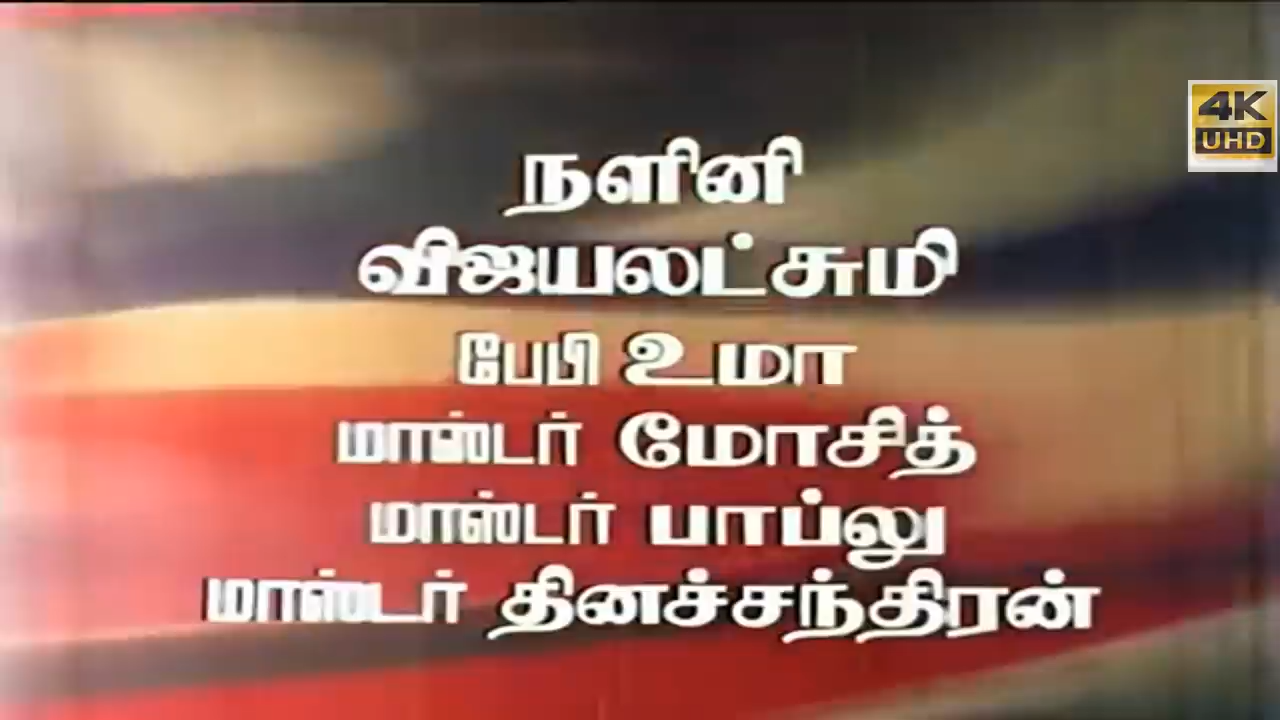 நளினி
விஜயலட்சுமி
பேபி உமா
மாஸ்டர் மோசித்
மாஸ்டர் பாப்லு
மாஸ்டர் தினச்சந்திரன்
4K
UHD